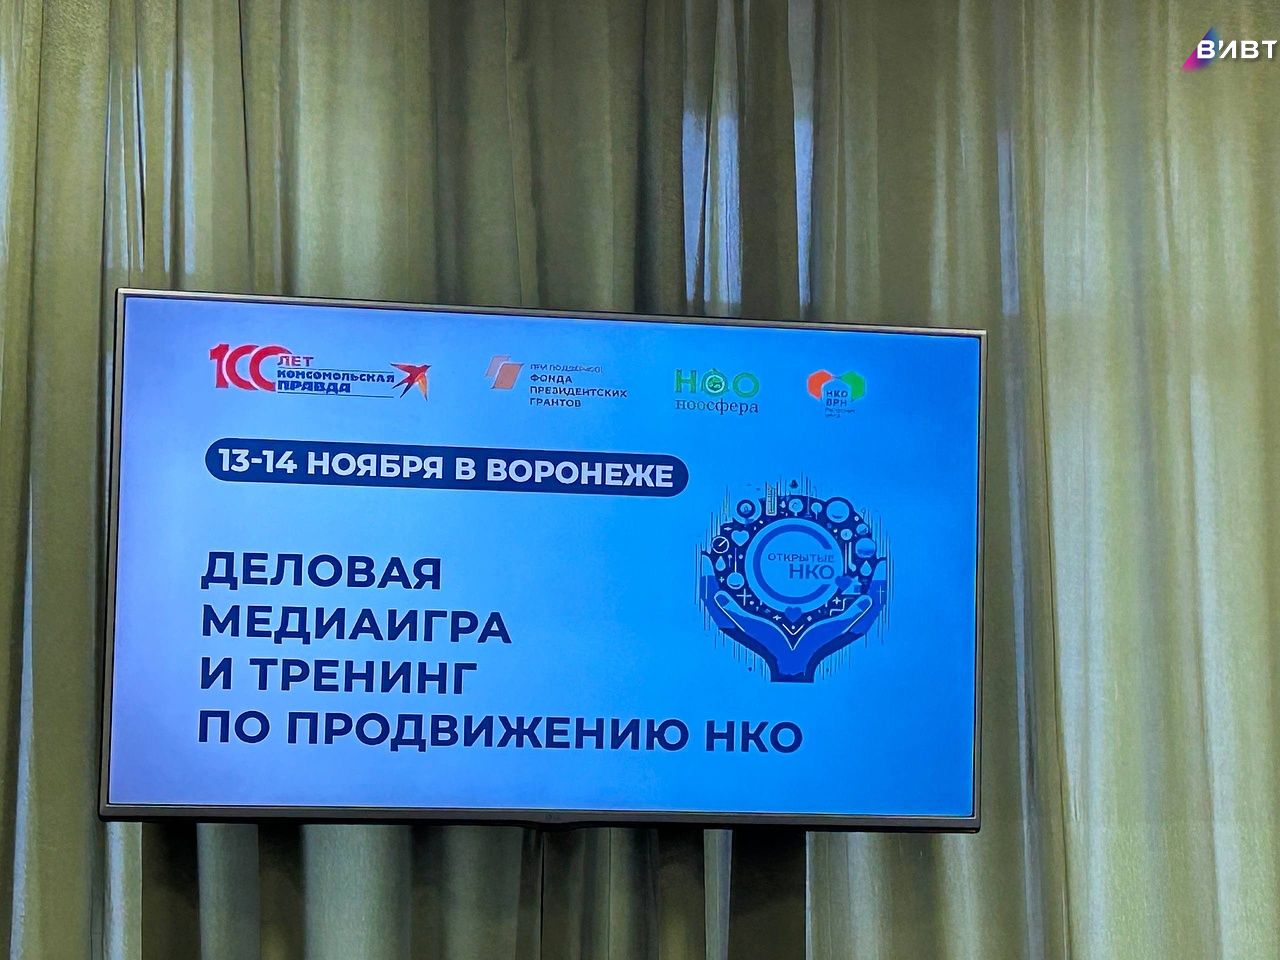 ВИВТ
100 ЛЕТ
КОМСОМОЛЬСКАЯ
ПРАВДА
ФОНДА
ПРЕЗИДЕНТСКИХ
ГРАНТОВ
НОО
ноосфера
НКО
ВРН
13-14 НОЯБРЯ В ВОРОНЕЖЕ
ОТКРЫТЫЕ
НКО
ДЕЛОВАЯ
МЕДИАИГРА
И ТРЕНИНГ
ПО ПРОДВИЖЕНИЮ НКО